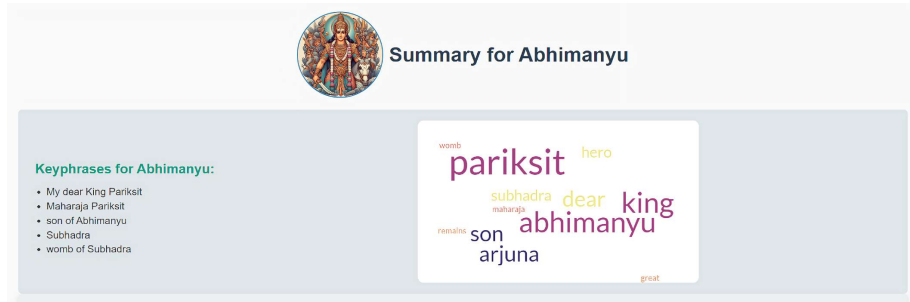 Summary for Abhimanyu
Keyphrases for Abhimanyu:
• My dear King Pariksit
• Maharaja Pariksit
• son of Abhimanyu
• Subhadra
• womb of Subhadra
womb
pariksit
hero
subhadra
dear
king
maharaja
abhimanyu
remains
son
arjuna
great